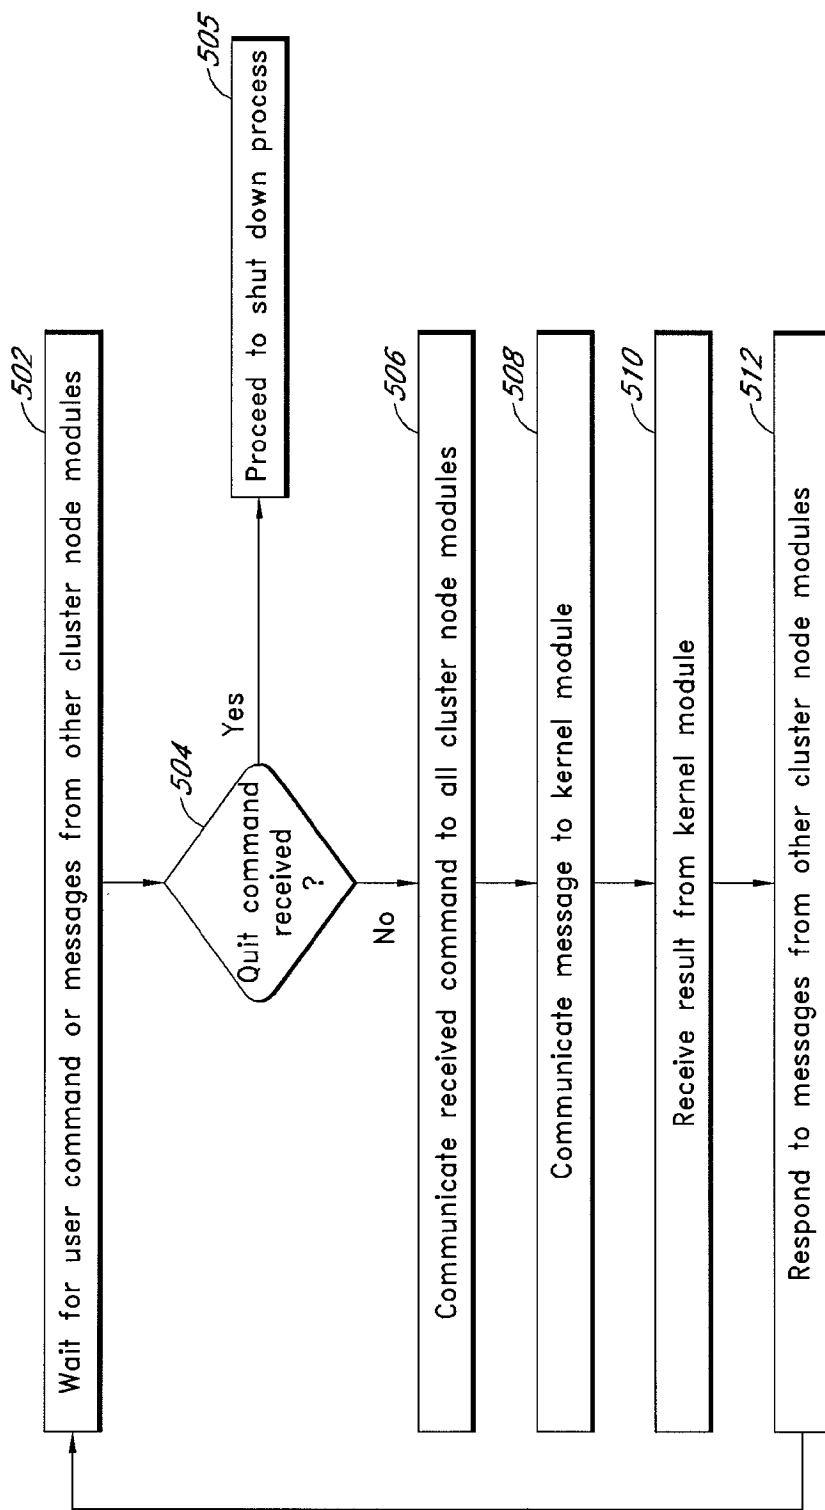 502
Wait for user command or messages from other cluster node modules
504
Quit command
received
?
Yes
505
Proceed to shut down process
No
506
Communicate received command to all cluster node modules
508
Communicate message to kernel module
510
Receive result from kernel module
512
Respond to messages from other cluster node modules